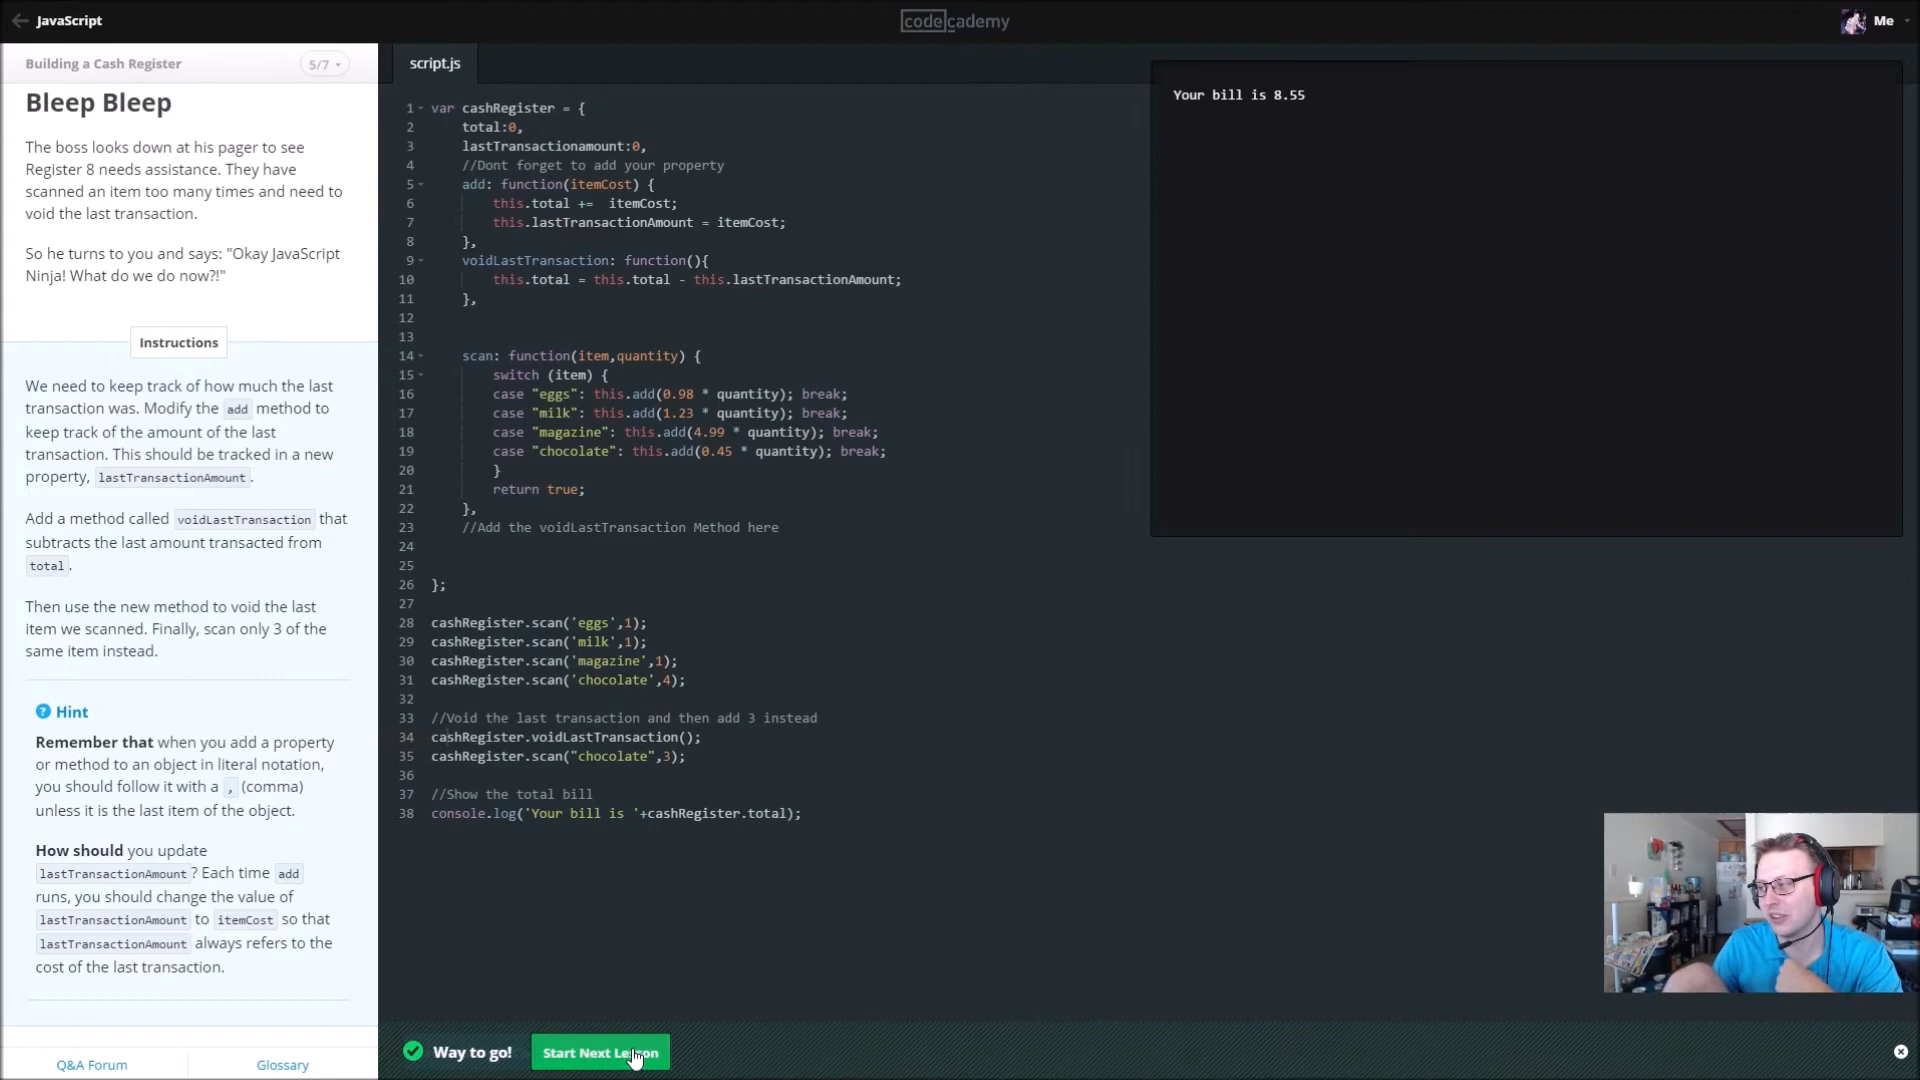 JavaScript
codecademy
Me
Building a Cash Register
5/7
script.js
Bleep Bleep
The boss looks down at his pager to see
Register 8 needs assistance. They have
scanned an item too many times and need to
void the last transaction.
So he turns to you and says: "Okay JavaScript
Ninja! What do we do now?!"
Instructions
We need to keep track of how much the last
transaction was. Modify the add method to
keep track of the amount of the last
transaction. This should be tracked in a new
property, lastTransactionAmount.
Add a method called voidLastTransaction that
subtracts the last amount transacted from
total.
Then use the new method to void the last
item we scanned. Finally, scan only 3 of the
same item instead.
Hint
Remember that when you add a property
or method to an object in literal notation,
you should follow it with a , (comma)
unless it is the last item of the object.
How should you update
lastTransactionAmount? Each time add
runs, you should change the value of
lastTransactionAmount to itemCost so that
lastTransactionAmount always refers to the
cost of the last transaction.
Q&A Forum
Glossary
1 var cashRegister = {
2 total:0,
3 lastTransactionamount:0,
4 //Dont forget to add your property
5 add: function(itemCost) {
6 this.total += itemCost;
7 this.lastTransactionAmount = itemCost;
8 },
9 voidLastTransaction: function(){
10 this.total = this.total - this.lastTransactionAmount;
11 },
12
13
14 scan: function(item,quantity) {
15 switch (item) {
16 case "eggs": this.add(0.98 * quantity); break;
17 case "milk": this.add(1.23 * quantity); break;
18 case "magazine": this.add(4.99 * quantity); break;
19 case "chocolate": this.add(0.45 * quantity); break;
20 }
21 return true;
22 },
23 //Add the voidLastTransaction Method here
24
25
26 };
27
28 cashRegister.scan('eggs',1);
29 cashRegister.scan('milk',1);
30 cashRegister.scan('magazine',1);
31 cashRegister.scan('chocolate',4);
32
33 //Void the last transaction and then add 3 instead
34 cashRegister.voidLastTransaction();
35 cashRegister.scan("chocolate",3);
36
37 //Show the total bill
38 console.log('Your bill is '+cashRegister.total);
Your bill is 8.55
Way to go!
Start Next Lesson